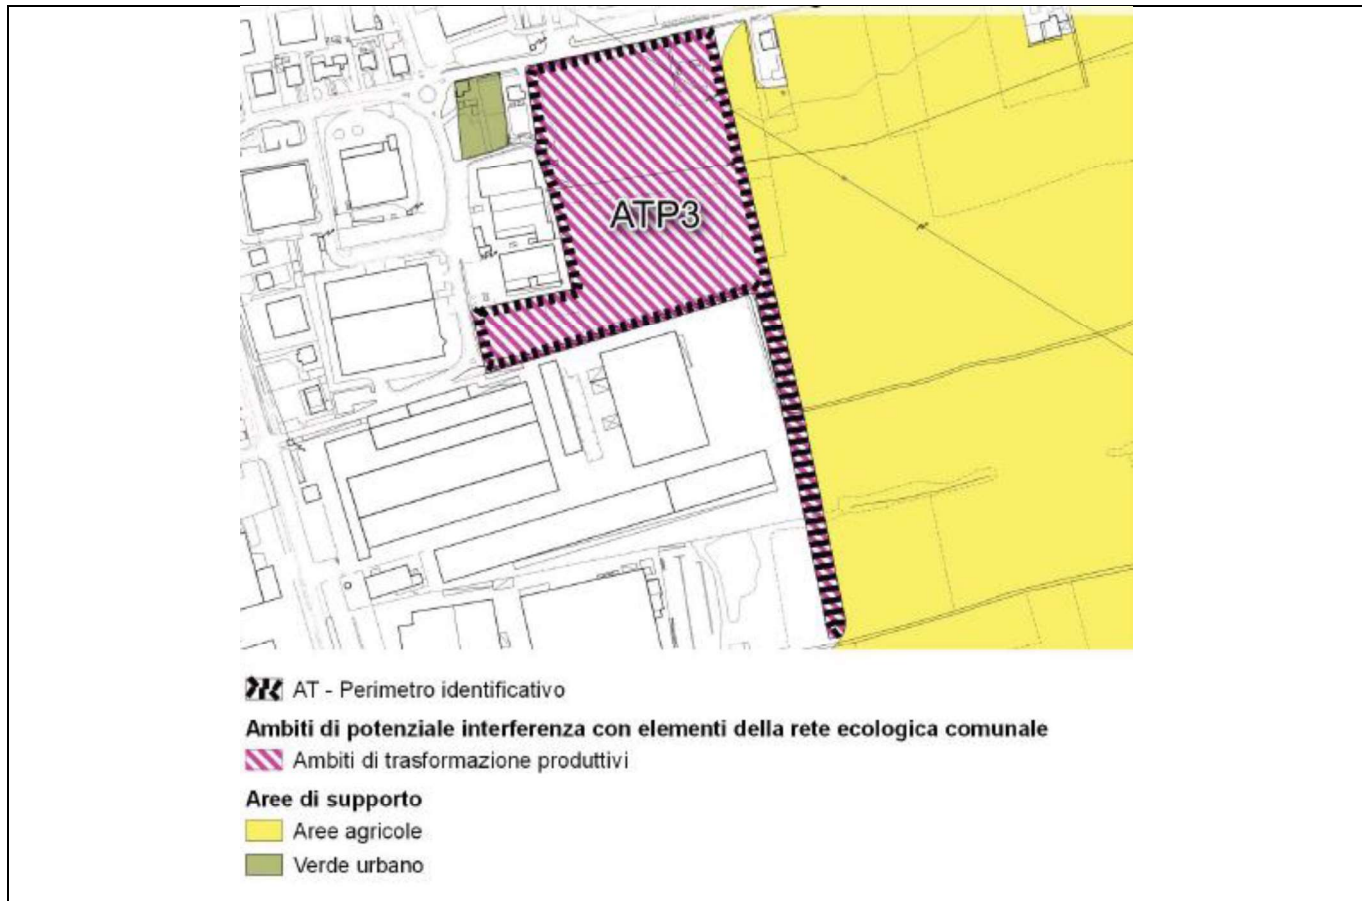 ATP3
AT - Perimetro identificativo
Ambiti di potenziale interferenza con elementi della rete ecologica comunale
Ambiti di trasformazione produttivi
Aree di supporto
Aree agricole
Verde urbano